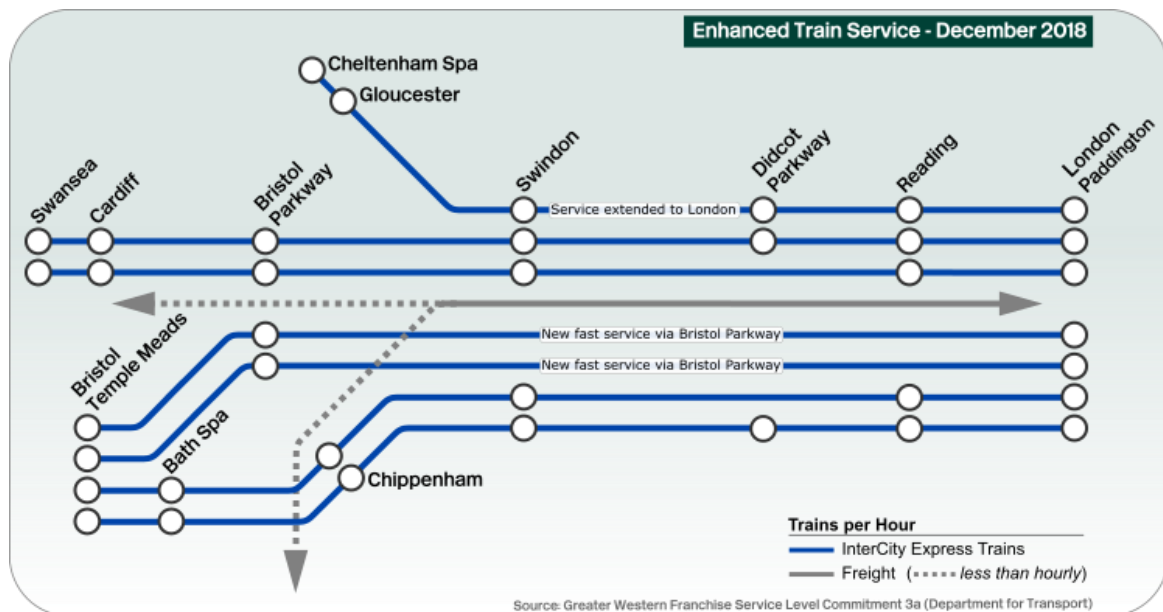 Enhanced Train Service - December 2018
Cheltenham Spa
Gloucester
Swansea
Cardiff
Bristol
Parkway
Swindon
Didcot
Parkway
Reading
London
Paddington
Service extended to London
New fast service via Bristol Parkway
New fast service via Bristol Parkway
Bristol
Temple Meads
Bath Spa
Chippenham
Trains per Hour
InterCity Express Trains
Freight (less than hourly)
Source: Greater Western Franchise Service Level Commitment 3a (Department for Transport)